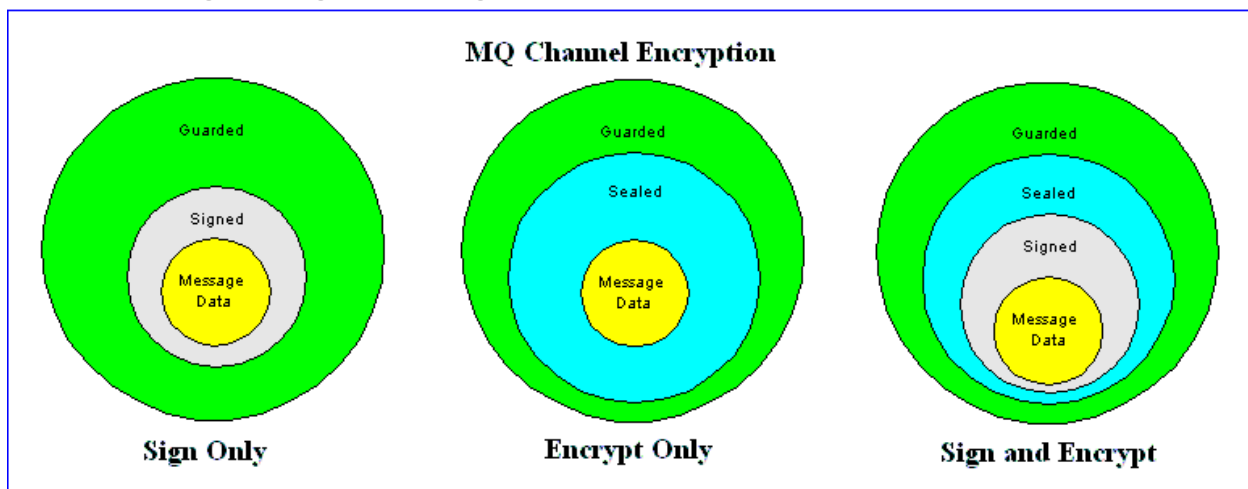 MQ Channel Encryption
Guarded
Signed
Message
Data
Sign Only
Guarded
Sealed
Message
Data
Encrypt Only
Guarded
Sealed
Signed
Message
Data
Sign and Encrypt